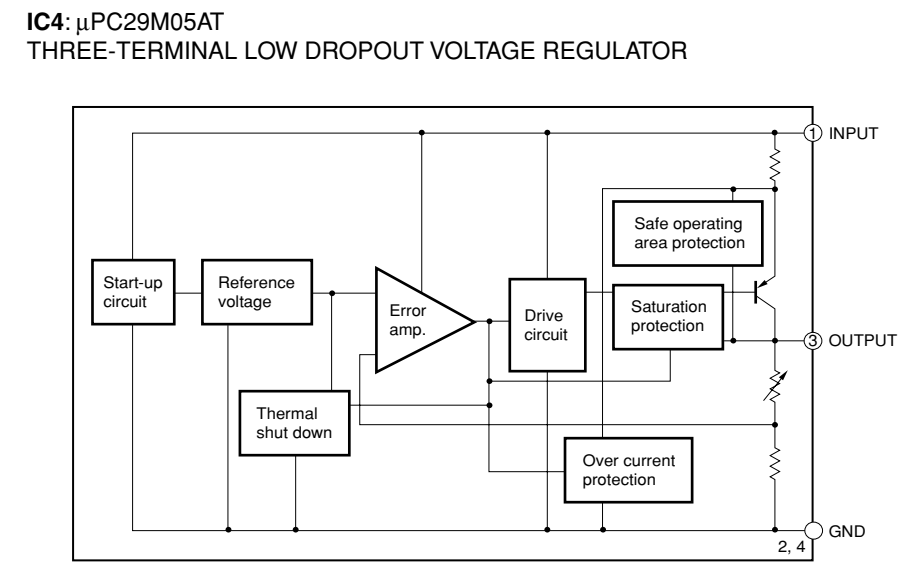 IC4: µPC29M05AT
THREE-TERMINAL LOW DROPOUT VOLTAGE REGULATOR
1 INPUT
Safe operating
area protection
Start-up
circuit
Reference
voltage
Error
amp.
Drive
circuit
Saturation
protection
3 OUTPUT
Thermal
shut down
Over current
protection
GND
2, 4